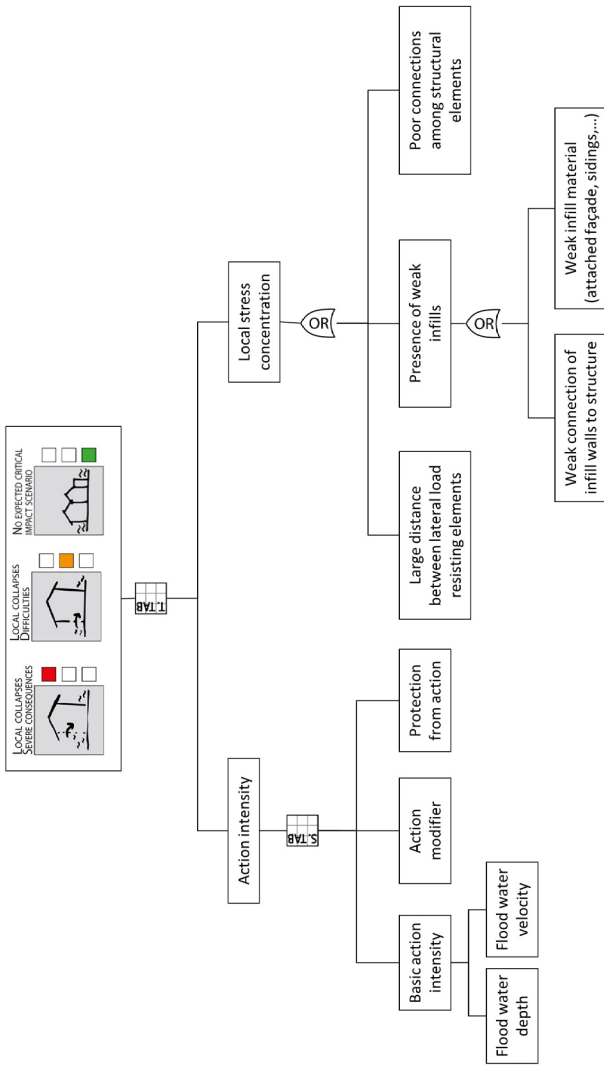 LOCAL COLLAPSES
SEVERE CONSEQUENCES
LOCAL COLLAPSES
DIFFICULTIES
NO EXPECTED CRITICAL
IMPACT SCENARIO
T.TAB
Action intensity
Local stress
concentration
S.TAB
OR
Basic action
intensity
Action
modifier
Protection
from action
Large distance
between lateral load
resisting elements
Presence of weak
infills
Poor connections
among structural
elements
OR
Flood water
depth
Flood water
velocity
Weak connection of
infill walls to structure
Weak infill material
(attached façade, sidings,...)